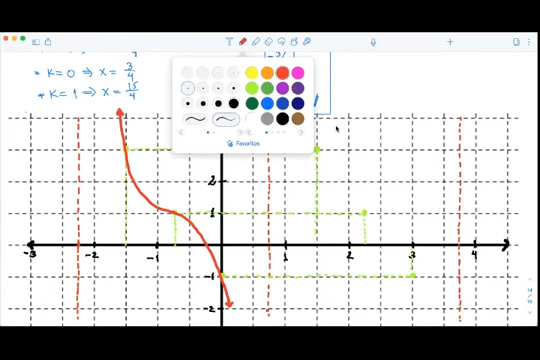 * K=0 ⇒ X = 3/4
* K=1 ⇒ X = 15/4
Favoritos
2
1
-3 -2 -1 0 1 2 3 4
-1
-2